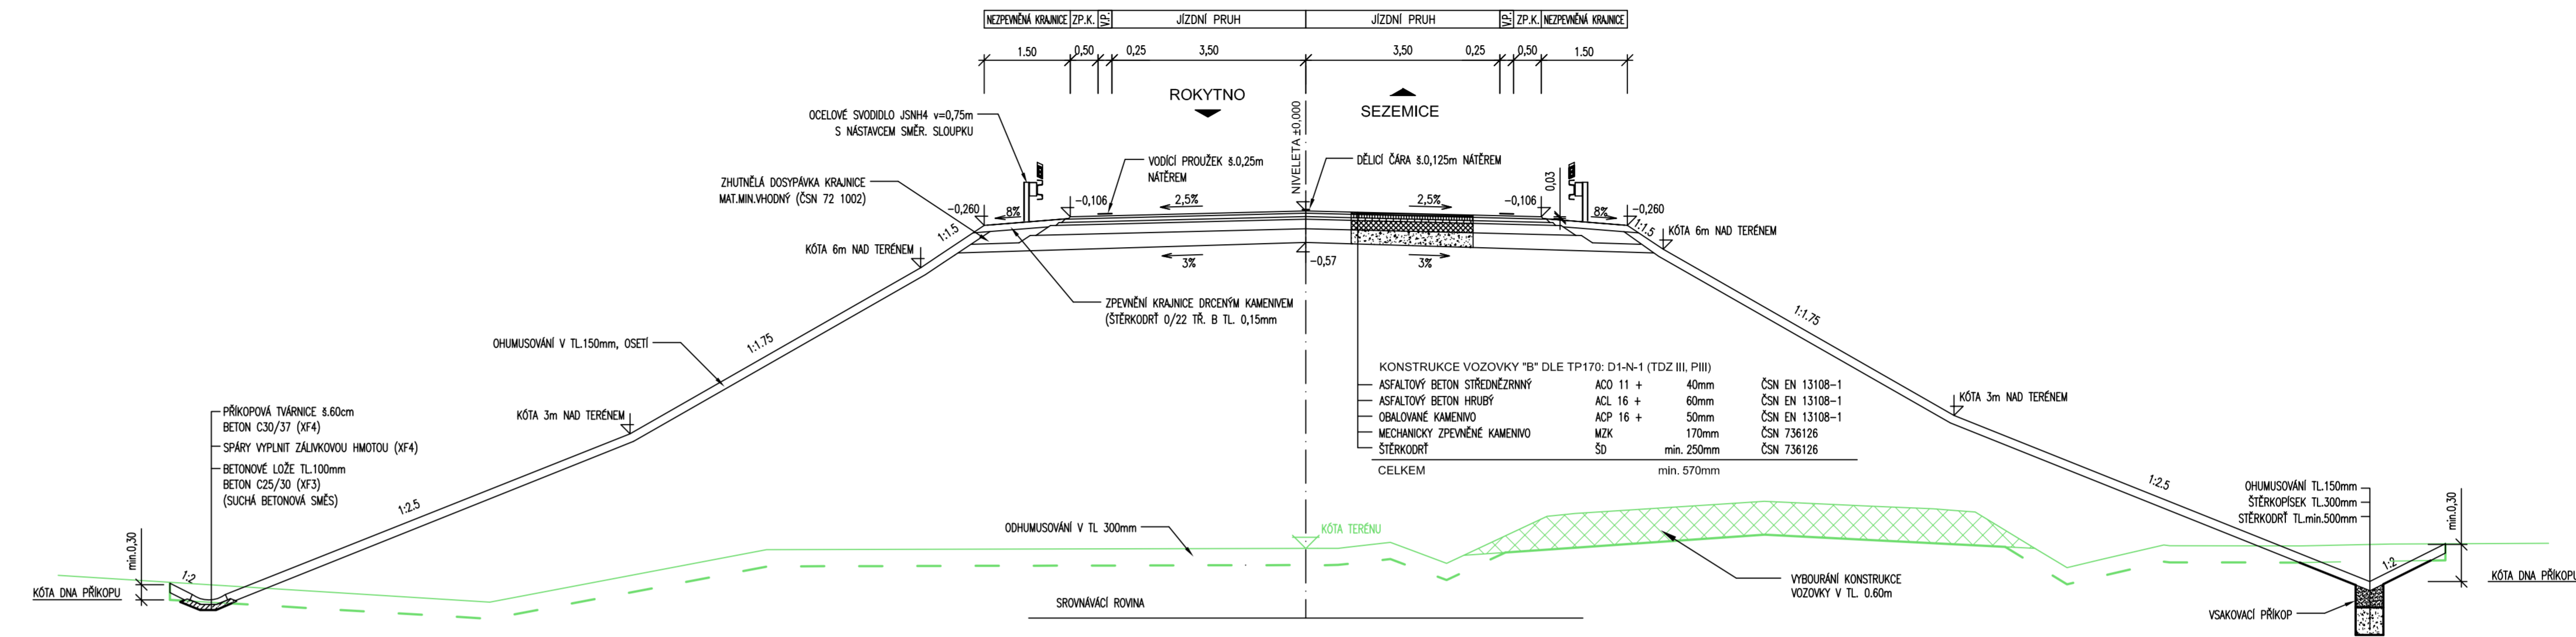 NEZPEVNĚNÁ KRAJNICE ZP.K. V.P. JÍZDNÍ PRUH JÍZDNÍ PRUH V.P. ZP.K. NEZPEVNĚNÁ KRAJNICE
1.50 0,50 0,25 3,50 3,50 0,25 0,50 1.50
ROKYTNO
SEZEMICE
NIVELETA ±0,000
OCELOVÉ SVODIDLO JSNH4 v=0,75m
S NÁSTAVCEM SMĚR. SLOUPKU
VODÍCÍ PROUŽEK š.0,25m
NÁTĚREM
DĚLICÍ ČÁRA š.0,125m NÁTĚREM
ZHUTNĚLÁ DOSYPÁVKA KRAJNICE
MAT.MIN.VHODNÝ (ČSN 72 1002)
-0,260
8%
-0,106
2,5%
2,5%
-0,106
0,03
8%
-0,260
1:1.5
1:1.5
KÓTA 6m NAD TERÉNEM
KÓTA 6m NAD TERÉNEM
3%
-0,57
3%
ZPEVNĚNÍ KRAJNICE DRCENÝM KAMENIVEM
(ŠTĚRKODRŤ 0/22 TŘ. B TL. 0,15mm
1:1.75
1:1.75
OHUMUSOVÁNÍ V TL.150mm, OSETÍ
KONSTRUKCE VOZOVKY "B" DLE TP170: D1-N-1 (TDZ III, PIII)
ASFALTOVÝ BETON STŘEDNĚZRNNÝ ACO 11 + 40mm ČSN EN 13108-1
ASFALTOVÝ BETON HRUBÝ ACL 16 + 60mm ČSN EN 13108-1
OBALOVANÉ KAMENIVO ACP 16 + 50mm ČSN EN 13108-1
MECHANICKY ZPEVNĚNÉ KAMENIVO MZK 170mm ČSN 736126
ŠTĚRKODRŤ ŠD min. 250mm ČSN 736126
CELKEM min. 570mm
KÓTA 3m NAD TERÉNEM
KÓTA 3m NAD TERÉNEM
PŘÍKOPOVÁ TVÁRNICE š.60cm
BETON C30/37 (XF4)
SPÁRY VYPLNIT ZÁLIVKOVOU HMOTOU (XF4)
BETONOVÉ LOŽE TL.100mm
BETON C25/30 (XF3)
(SUCHÁ BETONOVÁ SMĚS)
1:2.5
1:2.5
OHUMUSOVÁNÍ TL.150mm
ŠTĚRKOPÍSEK TL.300mm
STĚRKODRŤ TL.min.500mm
min.0,30
min.0,30
ODHUMUSOVÁNÍ V TL 300mm
KÓTA TERÉNU
1:2
1:2
KÓTA DNA PŘÍKOPU
KÓTA DNA PŘÍKOPU
VYBOURÁNÍ KONSTRUKCE
VOZOVKY V TL. 0.60m
SROVNÁVACÍ ROVINA
VSAKOVACÍ PŘÍKOP